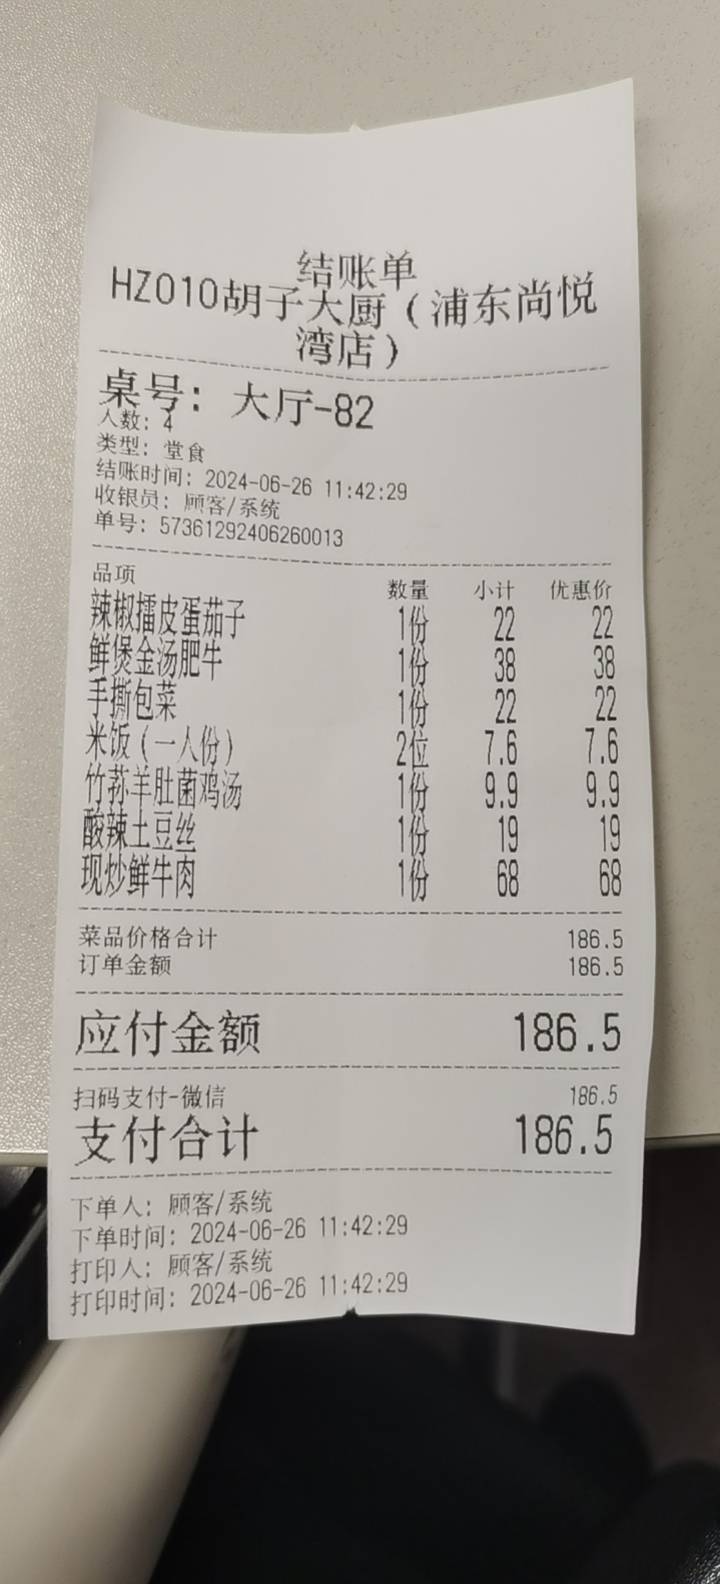 结账单
HZ010胡子大厨（浦东尚悦
湾店）
桌号：大厅-82
人数：4
类型：堂食
结账时间：2024-06-26 11:42:29
收银员：顾客/系统
单号：57361292406260013
品项 数量 小计 优惠价
辣椒擂皮蛋茄子 1份 22 22
鲜煲金汤肥牛 1份 38 38
手撕包菜 1份 22 22
米饭（一人份） 2位 7.6 7.6
竹荪羊肚菌鸡汤 1份 9.9 9.9
酸辣土豆丝 1份 19 19
现炒鲜牛肉 1份 68 68
菜品价格合计 186.5
订单金额 186.5
应付金额 186.5
扫码支付-微信 186.5
支付合计 186.5
下单人：顾客/系统
下单时间：2024-06-26 11:42:29
打印人：顾客/系统
打印时间：2024-06-26 11:42:29